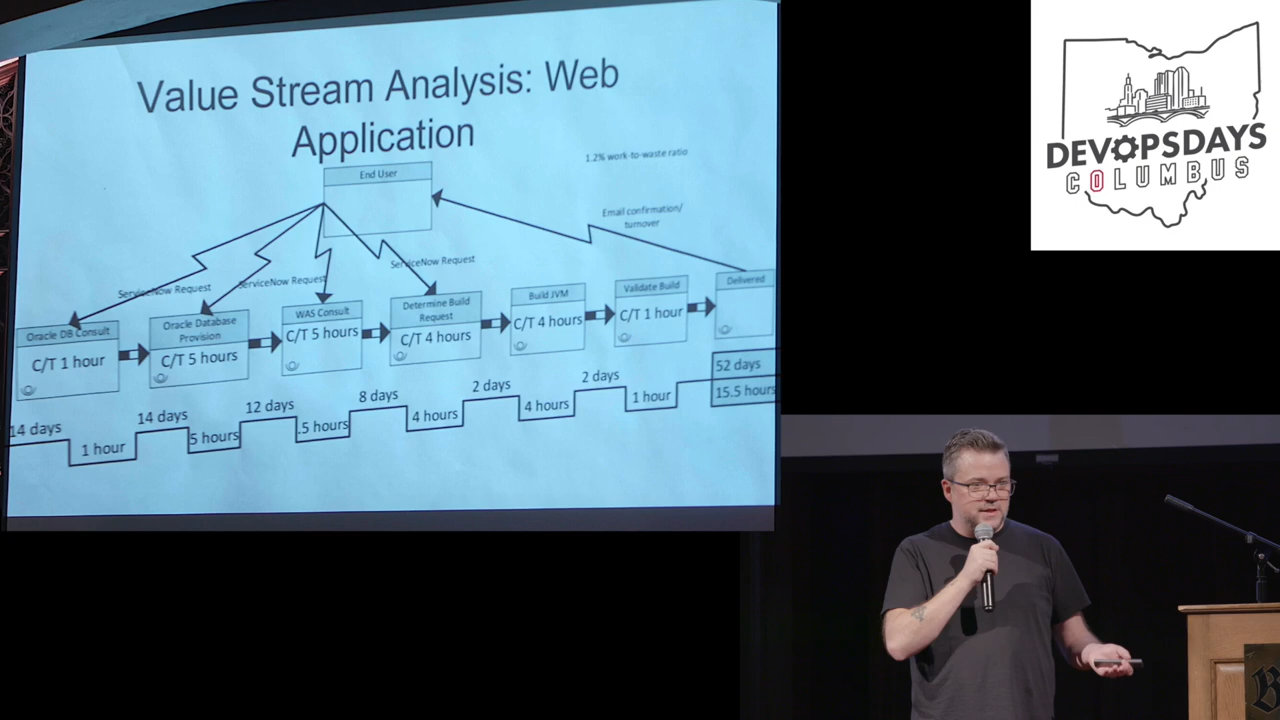 Value Stream Analysis: Web
Application
1.2% work-to-waste ratio
End User
Email confirmation/
turnover
ServiceNow Request
ServiceNow Request
ServiceNow Request
Oracle DB Consult
C/T 1 hour
Oracle Database
Provision
C/T 5 hours
WAS Consult
C/T 5 hours
Determine Build
Request
C/T 4 hours
Build JVM
C/T 4 hours
Validate Build
C/T 1 hour
Delivered
14 days
1 hour
14 days
5 hours
12 days
.5 hours
8 days
4 hours
2 days
4 hours
2 days
1 hour
52 days
15.5 hours
DEVOPSDAYS
COLUMBUS
B